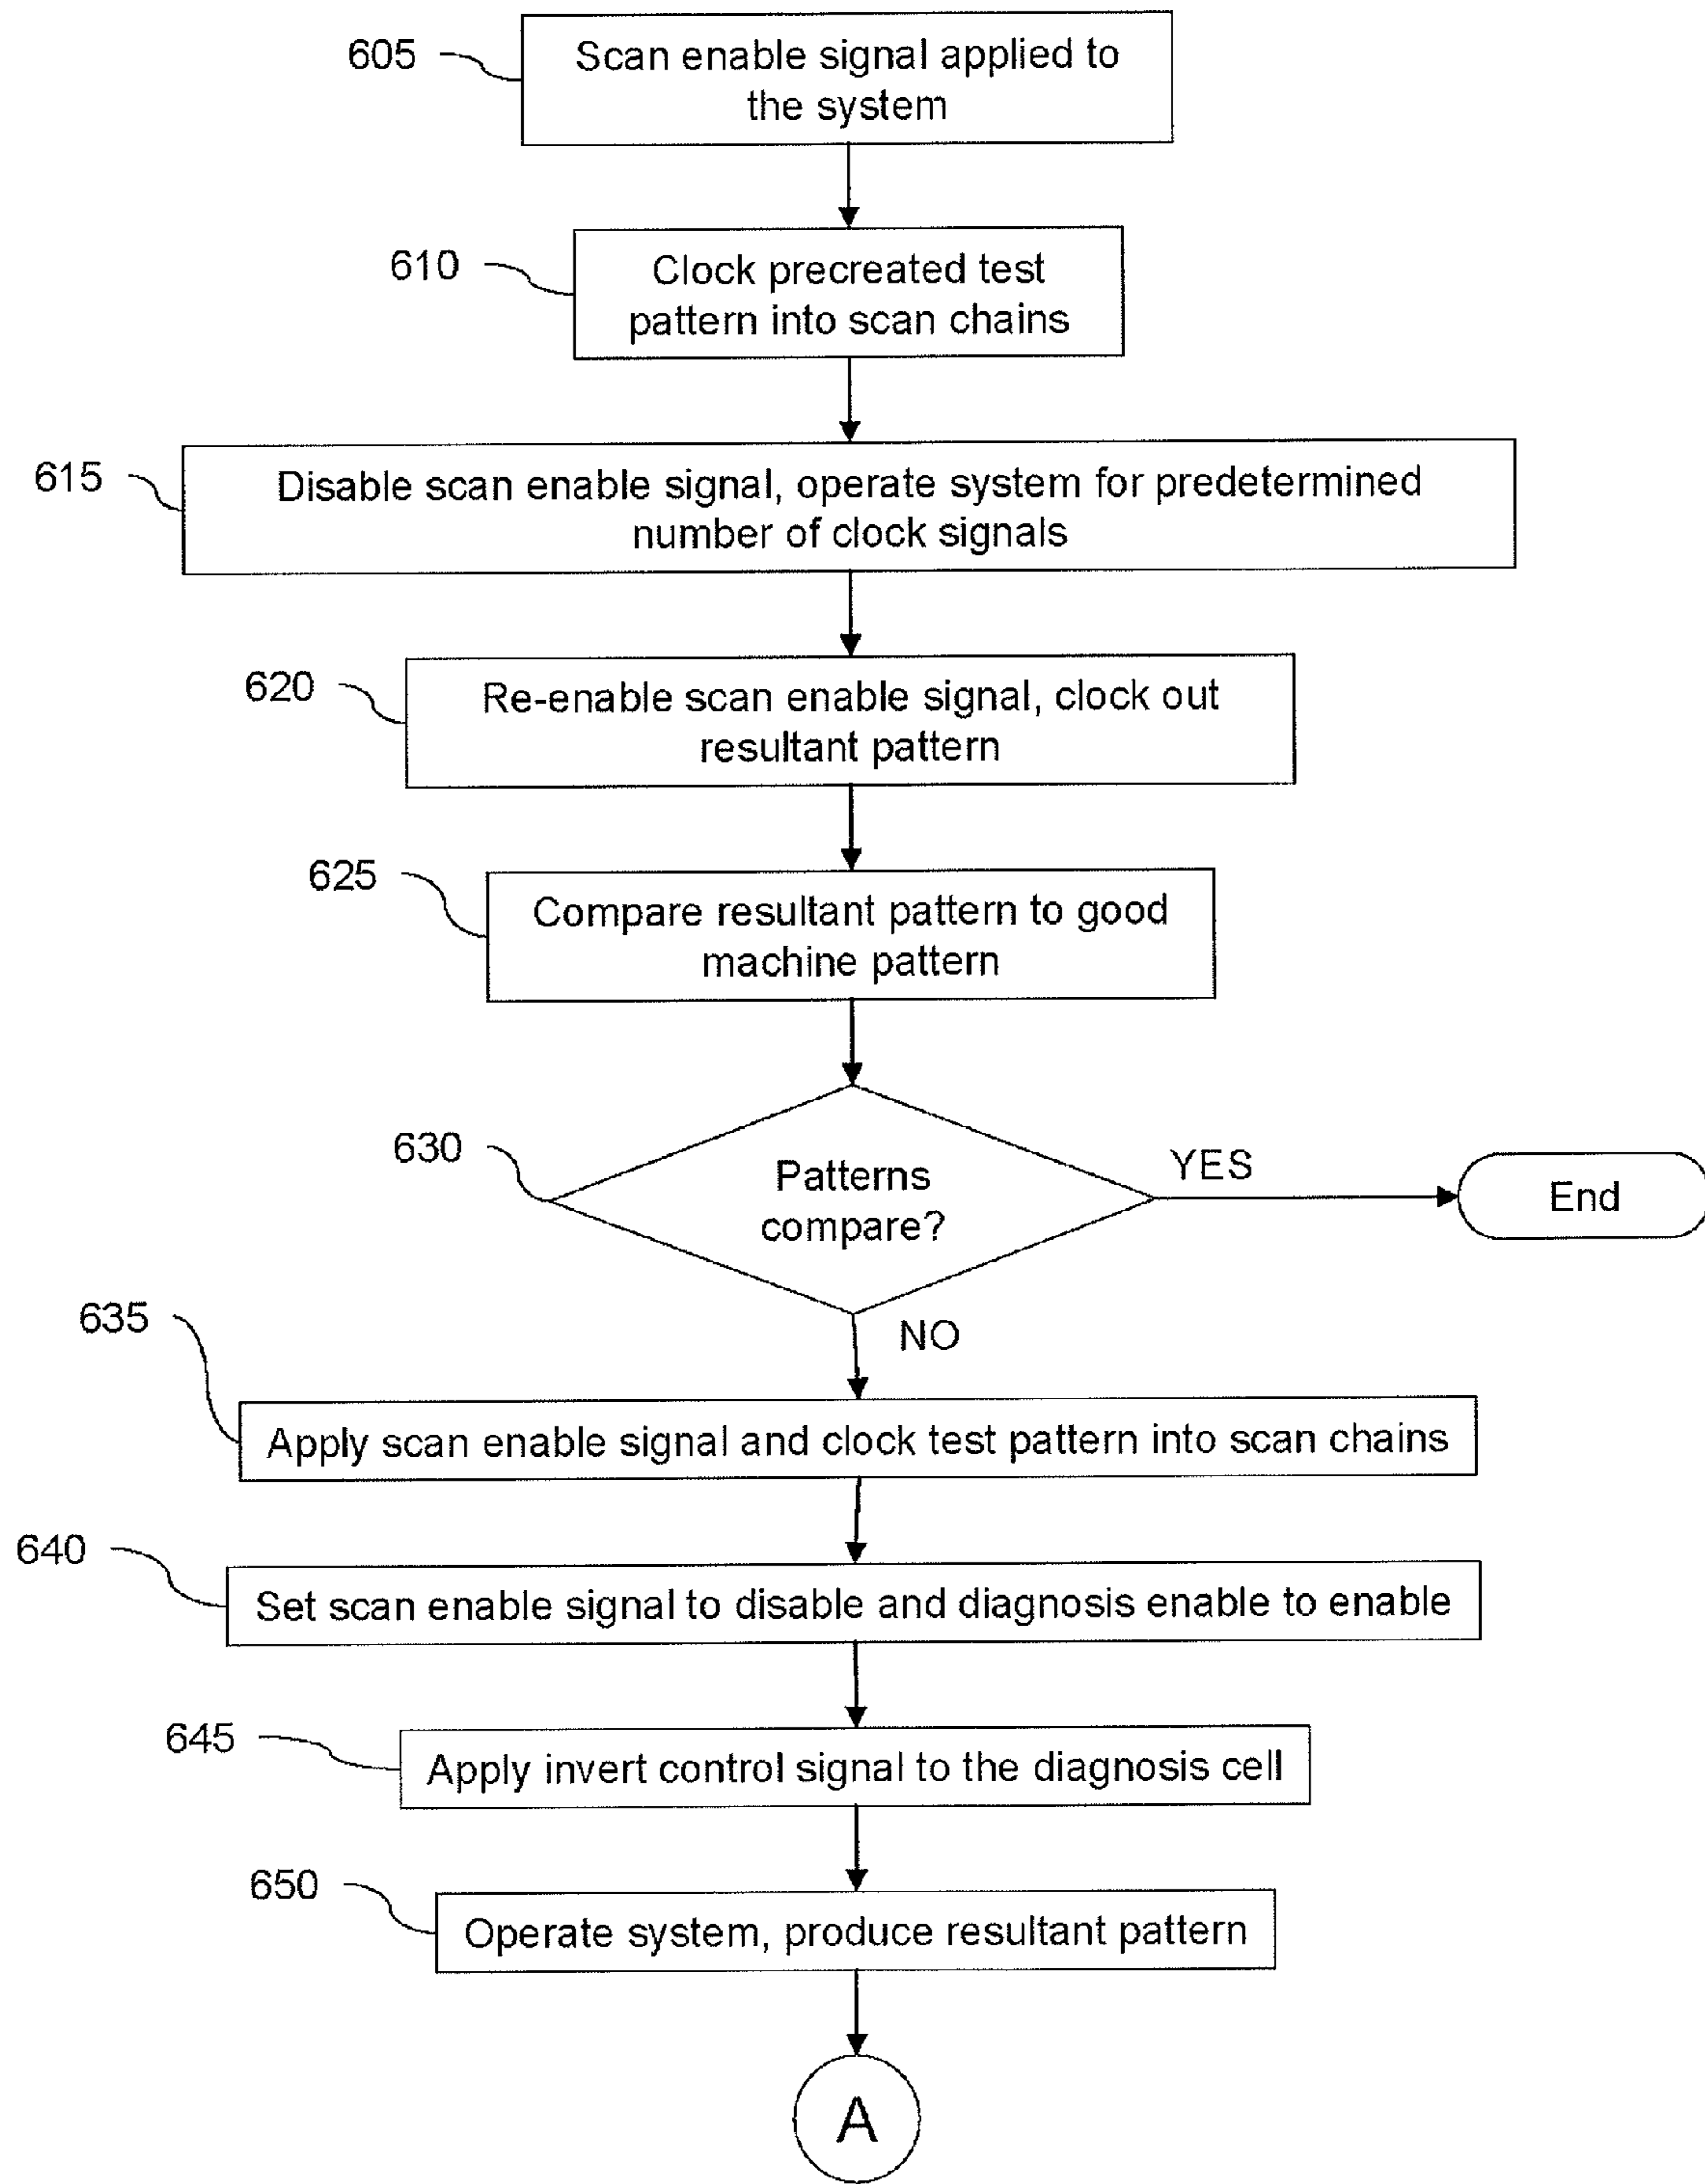 605
Scan enable signal applied to
the system
610
Clock precreated test
pattern into scan chains
615
Disable scan enable signal, operate system for predetermined
number of clock signals
620
Re-enable scan enable signal, clock out
resultant pattern
625
Compare resultant pattern to good
machine pattern
630
Patterns
compare?
YES
End
NO
635
Apply scan enable signal and clock test pattern into scan chains
640
Set scan enable signal to disable and diagnosis enable to enable
645
Apply invert control signal to the diagnosis cell
650
Operate system, produce resultant pattern
A